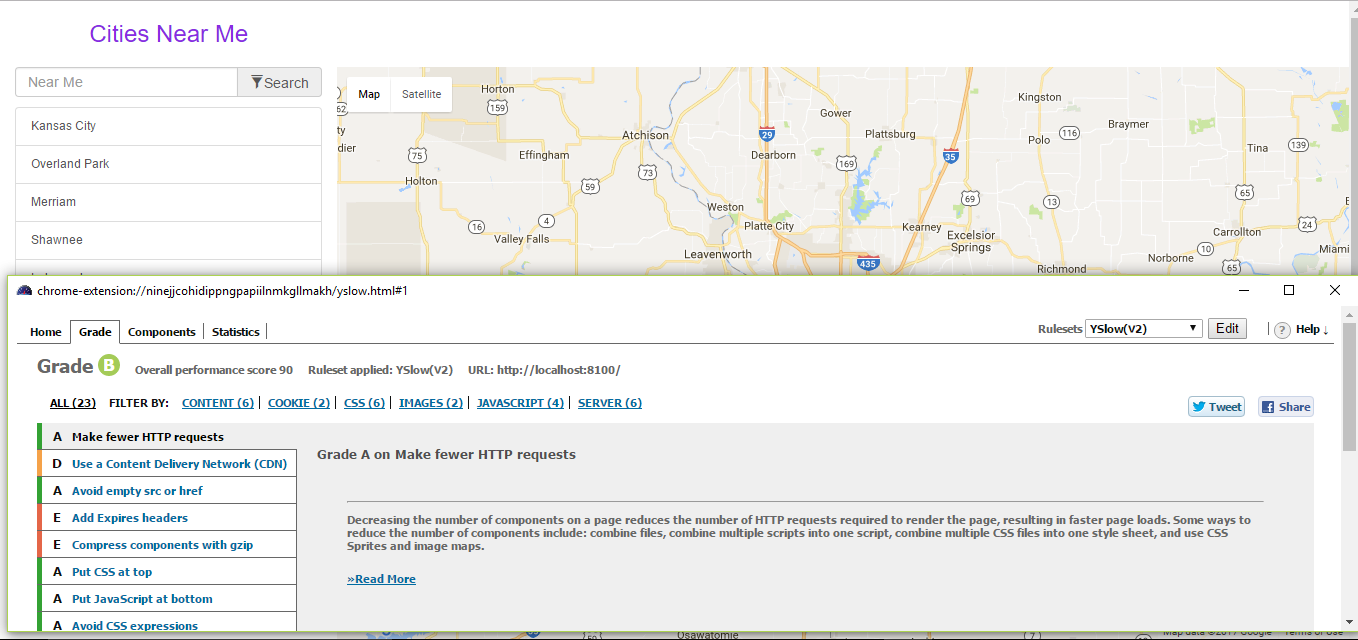 Cities Near Me
Near Me
Search
Kansas City
Overland Park
Merriam
Shawnee
Map Satellite
Horton
159
62
Kingston
Gower
Braymer
Atchison
29
Plattsburg
116
Polo
139
Tina
75
Effingham
Dearborn
35
169
Holton
73
59
65
69
13
Weston
16
4
Platte City
Kearney
24
Valley Falls
Excelsior
Springs
Carrollton
10
Miami
Leavenworth
435
Norborne
65
Richmond
chrome-extension://ninejjcohidippngpapiilnmkgllmakh/yslow.html#1
Home Grade Components Statistics
Rulesets YSlow(V2) Edit ? Help ↓
Grade B Overall performance score 90 Ruleset applied: YSlow(V2) URL: http://localhost:8100/
ALL (23) FILTER BY: CONTENT (6) COOKIE (2) CSS (6) IMAGES (2) JAVASCRIPT (4) SERVER (6)
Tweet Share
A Make fewer HTTP requests
D Use a Content Delivery Network (CDN)
A Avoid empty src or href
E Add Expires headers
E Compress components with gzip
A Put CSS at top
A Put JavaScript at bottom
A Avoid CSS expressions
Grade A on Make fewer HTTP requests
Decreasing the number of components on a page reduces the number of HTTP requests required to render the page, resulting in faster page loads. Some ways to
reduce the number of components include: combine files, combine multiple scripts into one script, combine multiple CSS files into one style sheet, and use CSS
Sprites and image maps.
»Read More
Osawatomie
Map data ©2017 Google Terms of Use